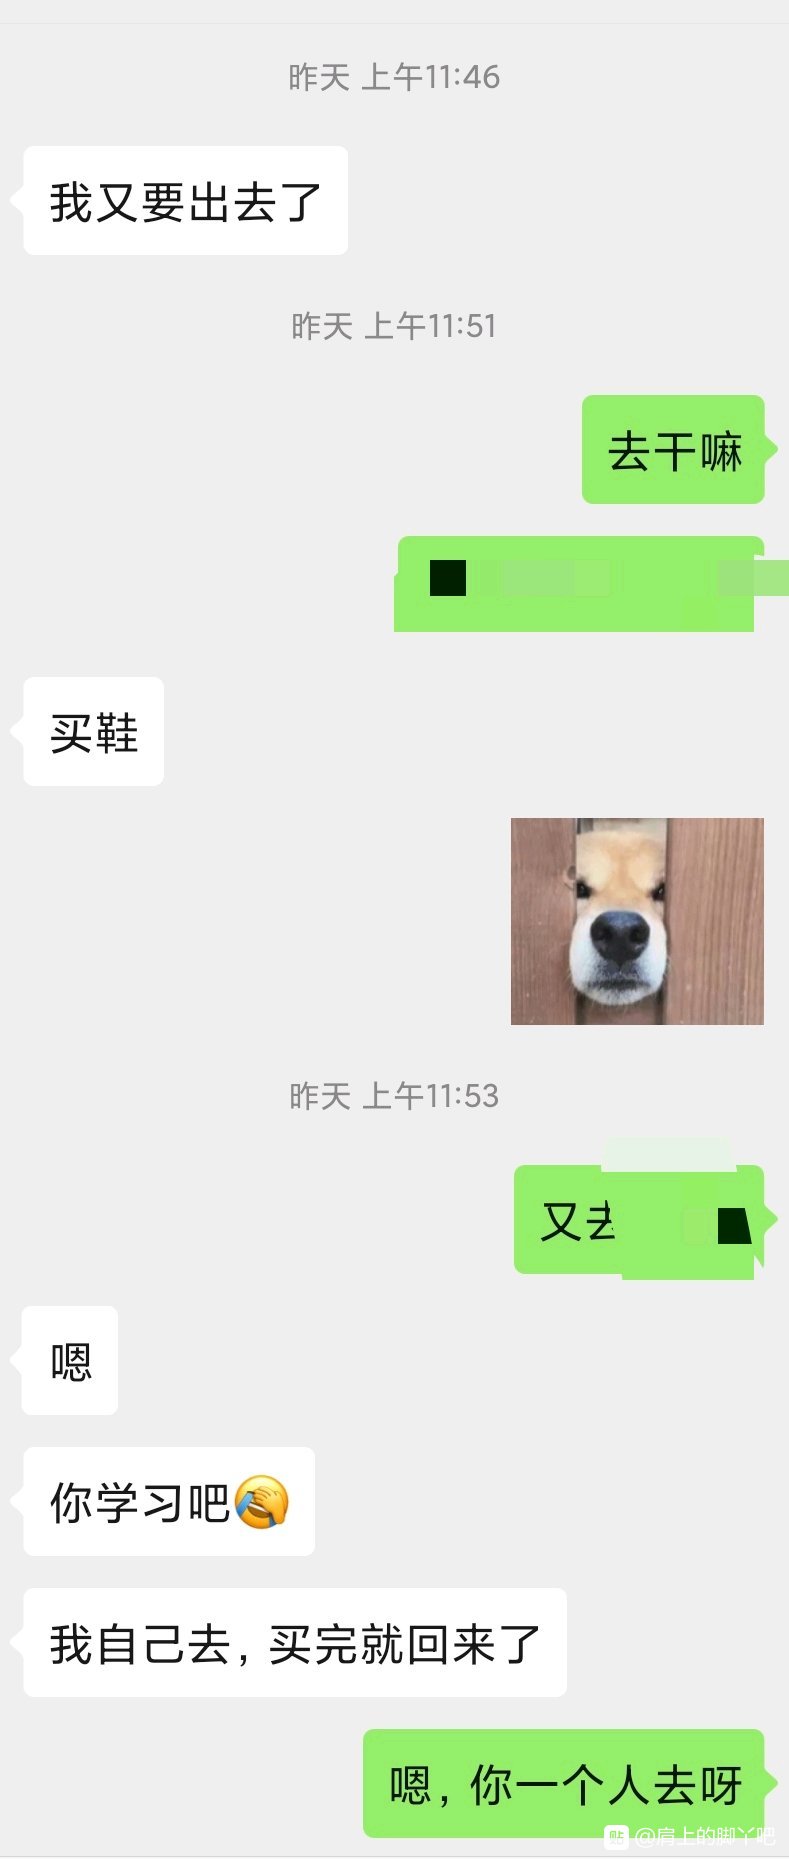 昨天 上午11:46
我又要出去了
昨天 上午11:51
去干嘛
买鞋
昨天 上午11:53
又去
嗯
你学习吧🤦
我自己去，买完就回来了
嗯，你一个人去呀
贴 @肩上的脚丫吧